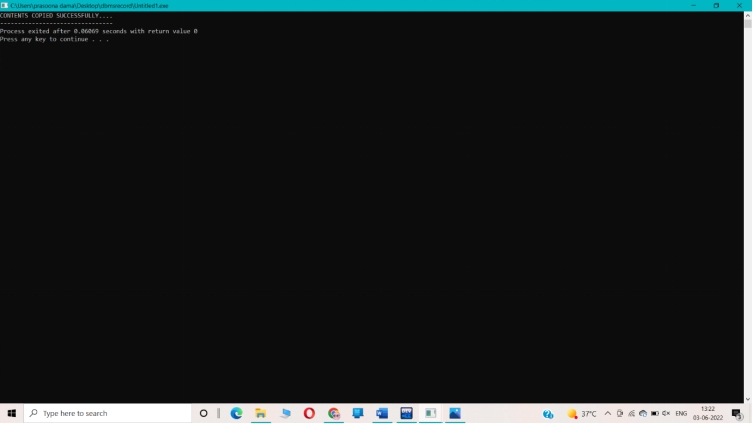 C:\Users\prasanna dama\Desktop\dbmsrecord\Untitled1.exe
CONTENTS COPIED SUCCESSFULLY....
--------------------------------
Process exited after 0.06069 seconds with return value 0
Press any key to continue . . .
Type here to search
37°C
ENG
13:22
03-06-2022